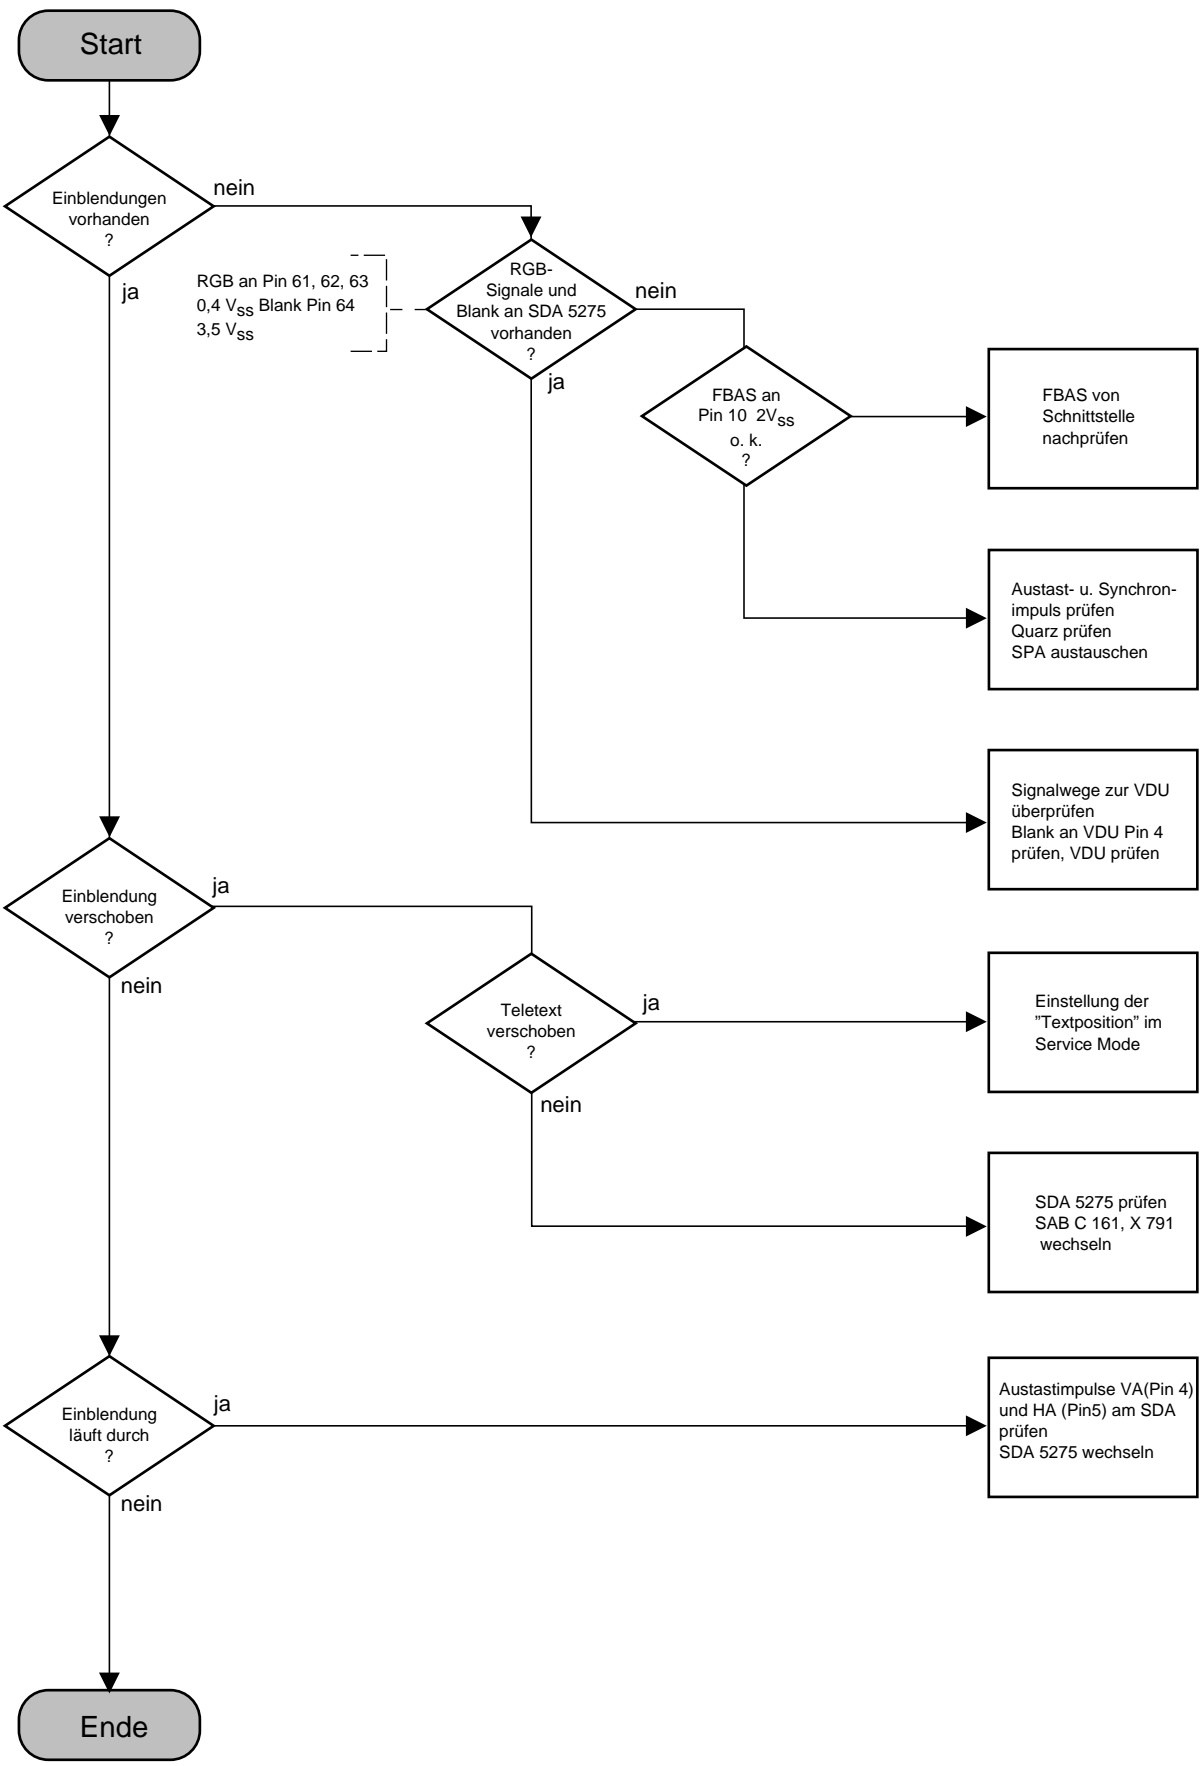 Start
Einblendungen
vorhanden
?
nein
ja
RGB an Pin 61, 62, 63
0,4 Vss Blank Pin 64
3,5 Vss
RGB-
Signale und
Blank an SDA 5275
vorhanden
?
nein
ja
FBAS an
Pin 10 2Vss
o. k.
?
FBAS von
Schnittstelle
nachprüfen
Austast- u. Synchron-
impuls prüfen
Quarz prüfen
SPA austauschen
Signalwege zur VDU
überprüfen
Blank an VDU Pin 4
prüfen, VDU prüfen
Einblendung
verschoben
?
ja
nein
Teletext
verschoben
?
ja
nein
Einstellung der
”Textposition” im
Service Mode
SDA 5275 prüfen
SAB C 161, X 791
wechseln
Einblendung
läuft durch
?
ja
nein
Austastimpulse VA(Pin 4)
und HA (Pin5) am SDA
prüfen
SDA 5275 wechseln
Ende